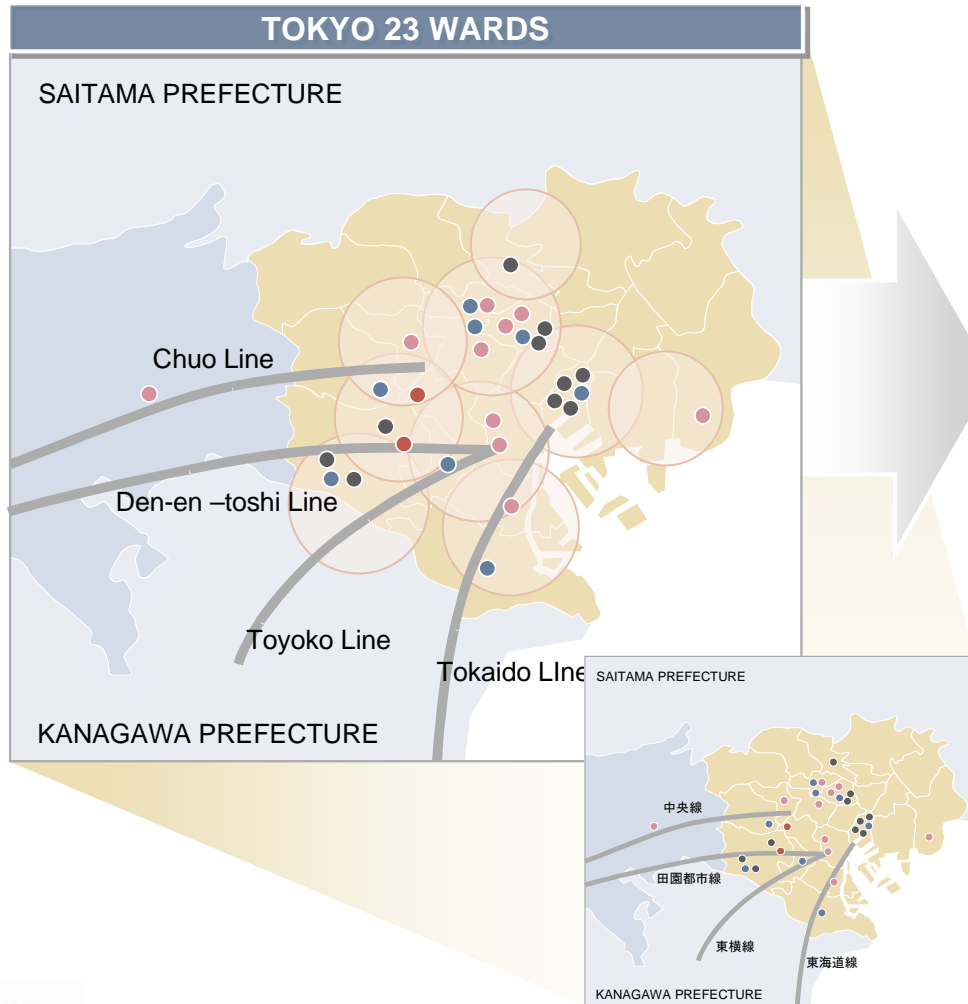 TOKYO 23 WARDS
SAITAMA PREFECTURE
Chuo Line
Den-en –toshi Line
Toyoko Line
Tokaido LIne
KANAGAWA PREFECTURE
SAITAMA PREFECTURE
中央線
田園都市線
東横線
東海道線
KANAGAWA PREFECTURE